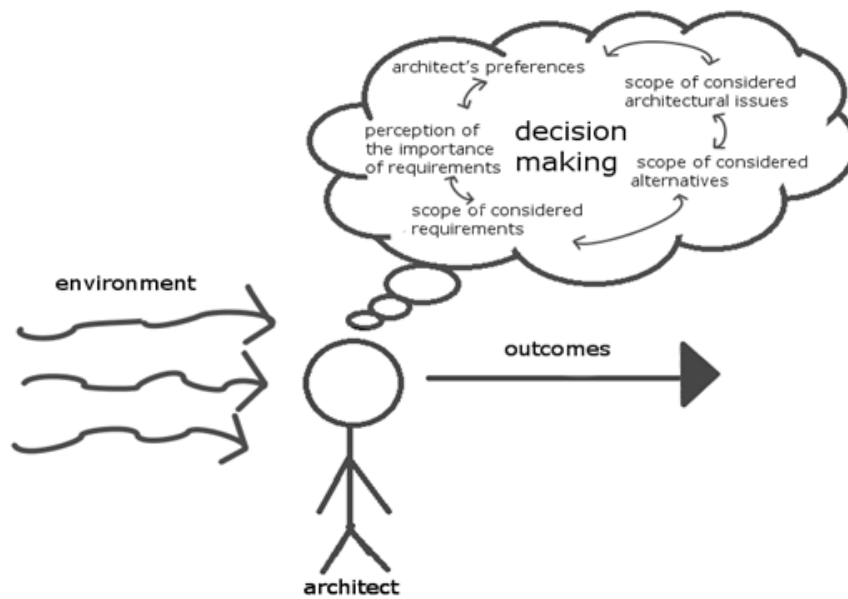 architect's preferences
scope of considered
architectural issues
perception of
the importance
of requirements
decision
making
scope of considered
alternatives
scope of considered
requirements
environment
outcomes
architect